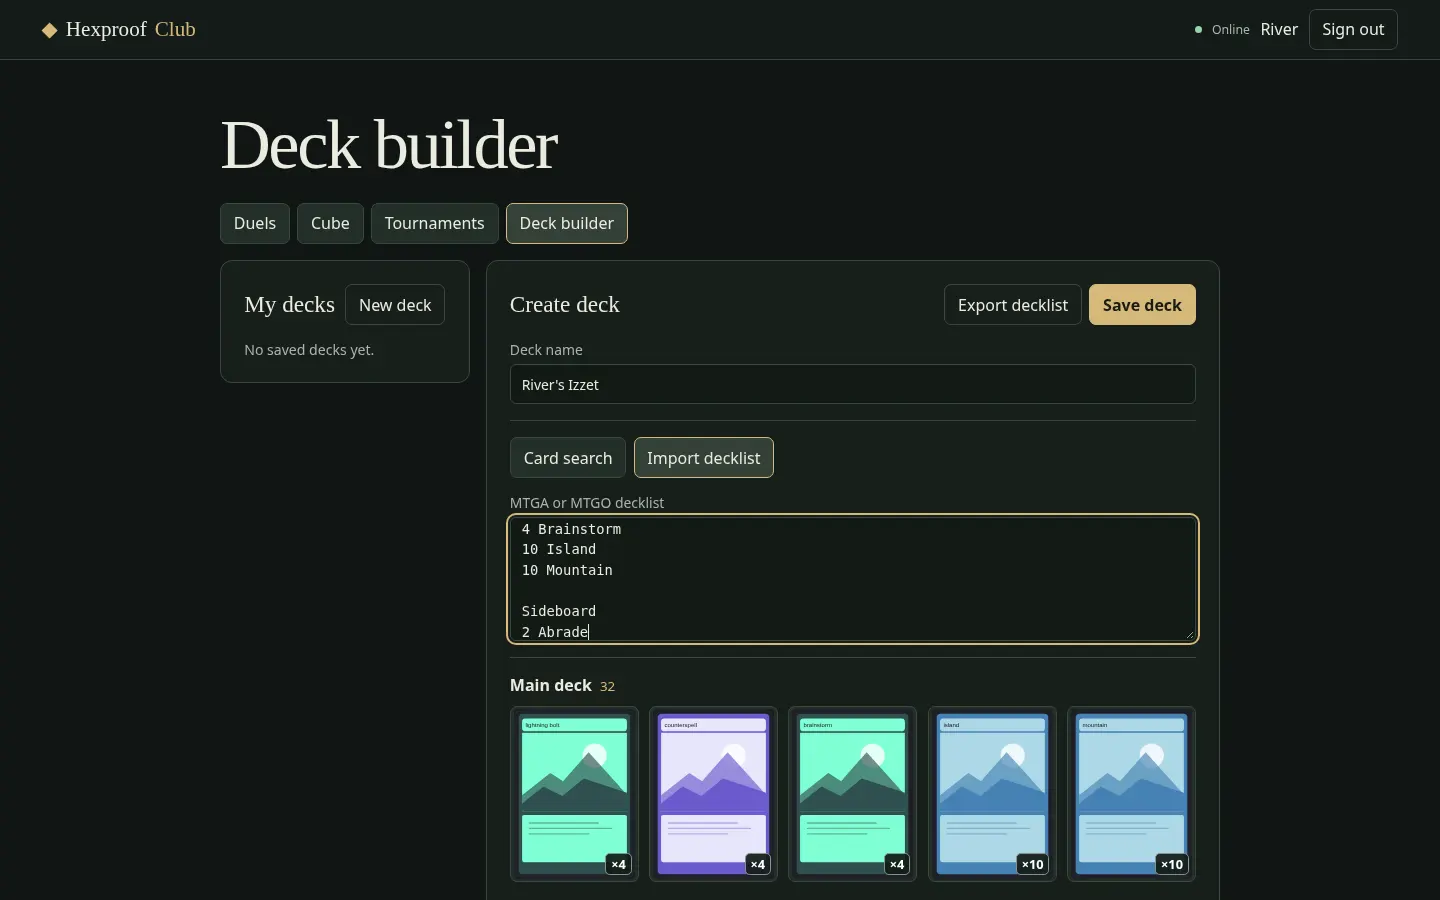 Hexproof Club
Online River Sign out
Deck builder
Duels Cube Tournaments Deck builder
My decks New deck
No saved decks yet.
Create deck Export decklist Save deck
Deck name
River's Izzet
Card search Import decklist
MTGA or MTGO decklist
4 Brainstorm
10 Island
10 Mountain
Sideboard
2 Abrade
Main deck 32
lightning bolt counterspell brainstorm island mountain
×4 ×4 ×4 ×10 ×10